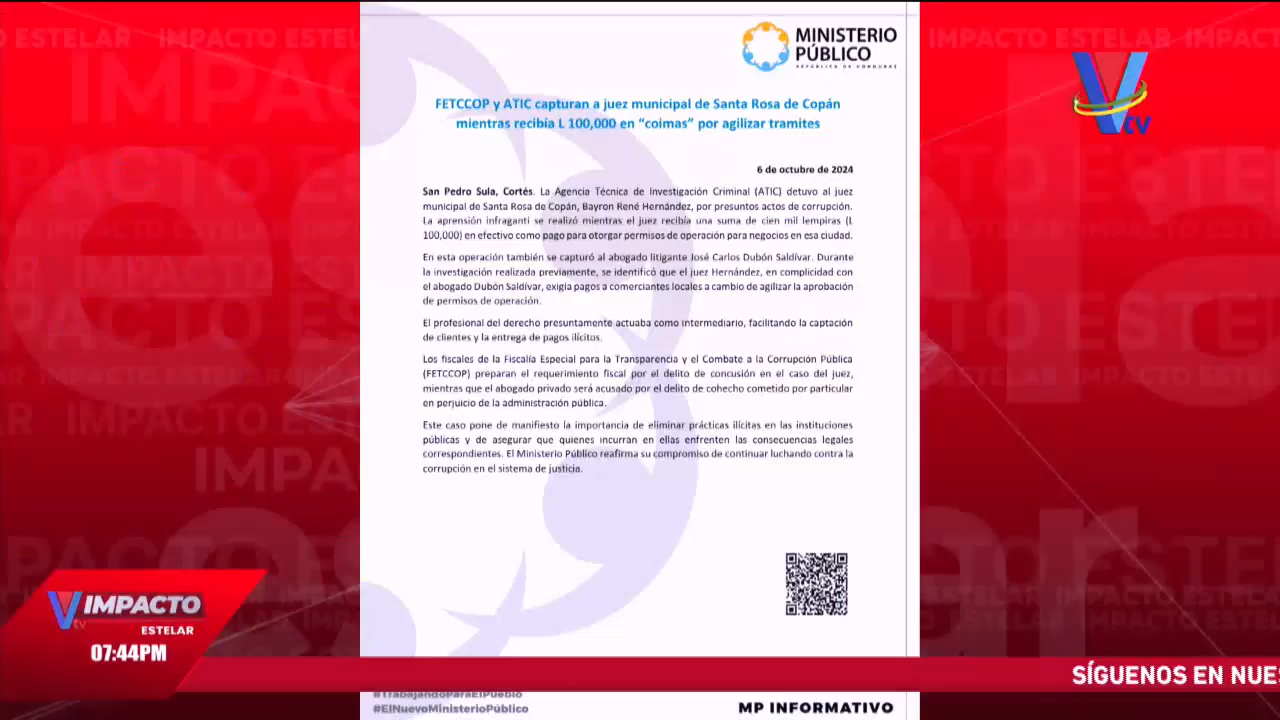 MINISTERIO
PÚBLICO
REPÚBLICA DE HONDURAS
FETCCOP y ATIC capturan a juez municipal de Santa Rosa de Copán
mientras recibía L 100,000 en “coimas” por agilizar tramites
6 de octubre de 2024
San Pedro Sula, Cortés. La Agencia Técnica de Investigación Criminal (ATIC) detuvo al juez
municipal de Santa Rosa de Copán, Bayron René Hernández, por presuntos actos de corrupción.
La aprensión infraganti se realizó mientras el juez recibía una suma de cien mil lempiras (L
100,000) en efectivo como pago para otorgar permisos de operación para negocios en esa ciudad.
En esta operación también se capturó al abogado litigante José Carlos Dubón Saldívar. Durante
la investigación realizada previamente, se identificó que el juez Hernández, en complicidad con
el abogado Dubón Saldívar, exigía pagos a comerciantes locales a cambio de agilizar la aprobación
de permisos de operación.
El profesional del derecho presuntamente actuaba como intermediario, facilitando la captación
de clientes y la entrega de pagos ilícitos.
Los fiscales de la Fiscalía Especial para la Transparencia y el Combate a la Corrupción Pública
(FETCCOP) preparan el requerimiento fiscal por el delito de concusión en el caso del juez,
mientras que el abogado privado será acusado por el delito de cohecho cometido por particular
en perjuicio de la administración pública.
Este caso pone de manifiesto la importancia de eliminar prácticas ilícitas en las instituciones
públicas y de asegurar que quienes incurran en ellas enfrenten las consecuencias legales
correspondientes. El Ministerio Público reafirma su compromiso de continuar luchando contra la
corrupción en el sistema de justicia.
#TrabajandoParaElPueblo
#ElNuevoMinisterioPúblico
MP INFORMATIVO
Vtv
Vtv IMPACTO
ESTELAR
07:44PM
SÍGUENOS EN NUES